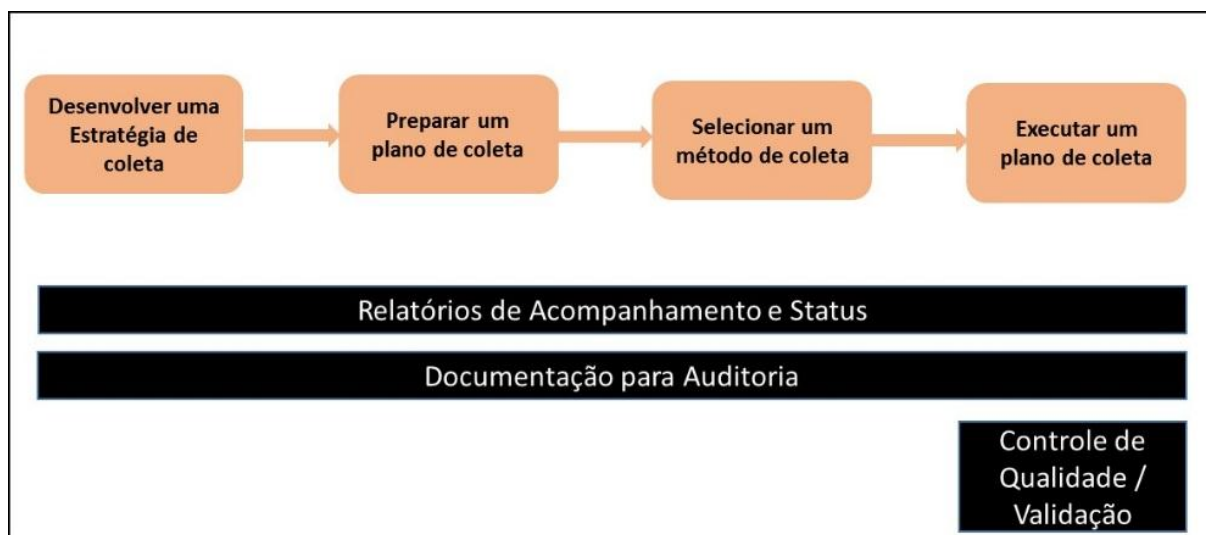 Desenvolver uma
Estratégia de
coleta
Preparar um
plano de coleta
Selecionar um
método de coleta
Executar um
plano de coleta
Relatórios de Acompanhamento e Status
Documentação para Auditoria
Controle de
Qualidade /
Validação